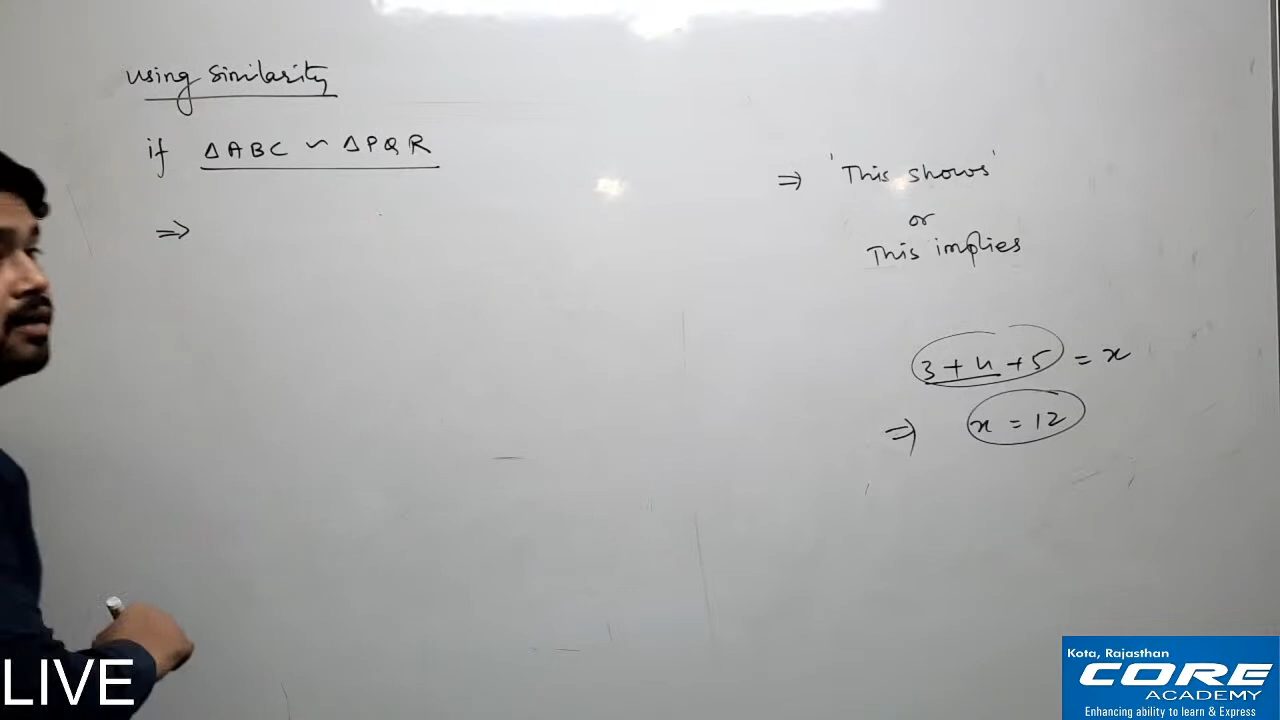 Using Similarity
if ΔABC ~ ΔPQR
⇒
⇒ 'This shows'
or
This implies
3 + 4 + 5 = x
⇒ x = 12
LIVE
Kota, Rajasthan
CORE
ACADEMY
Enhancing ability to learn & Express